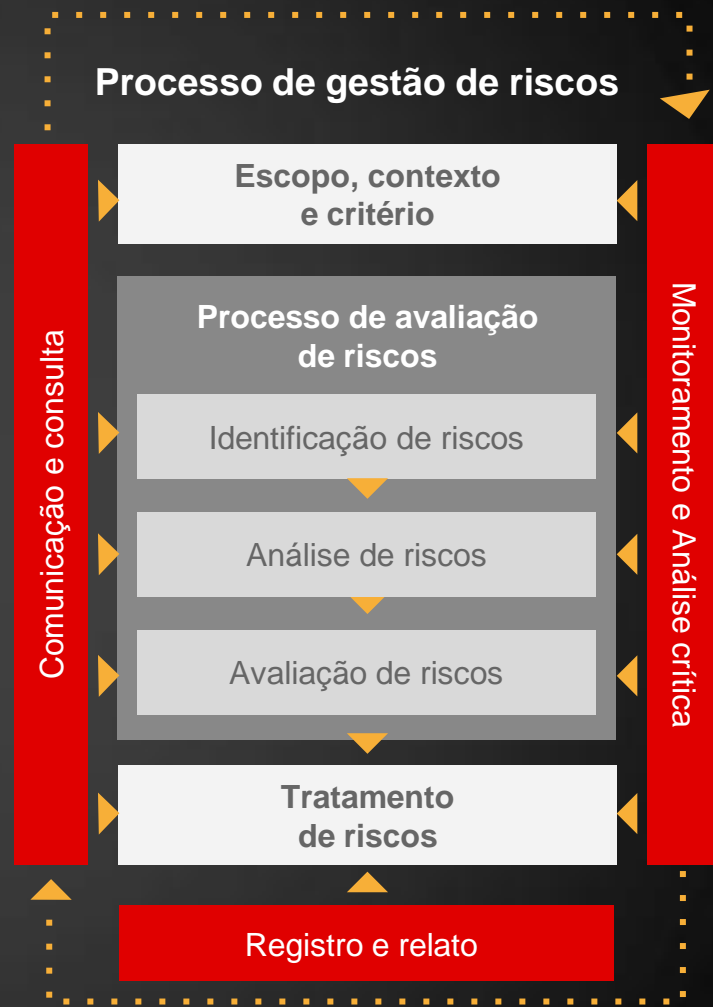 Processo de gestão de riscos
Escopo, contexto
e critério
Processo de avaliação
de riscos
Identificação de riscos
Análise de riscos
Avaliação de riscos
Tratamento
de riscos
Registro e relato
Comunicação e consulta
Monitoramento e Análise crítica